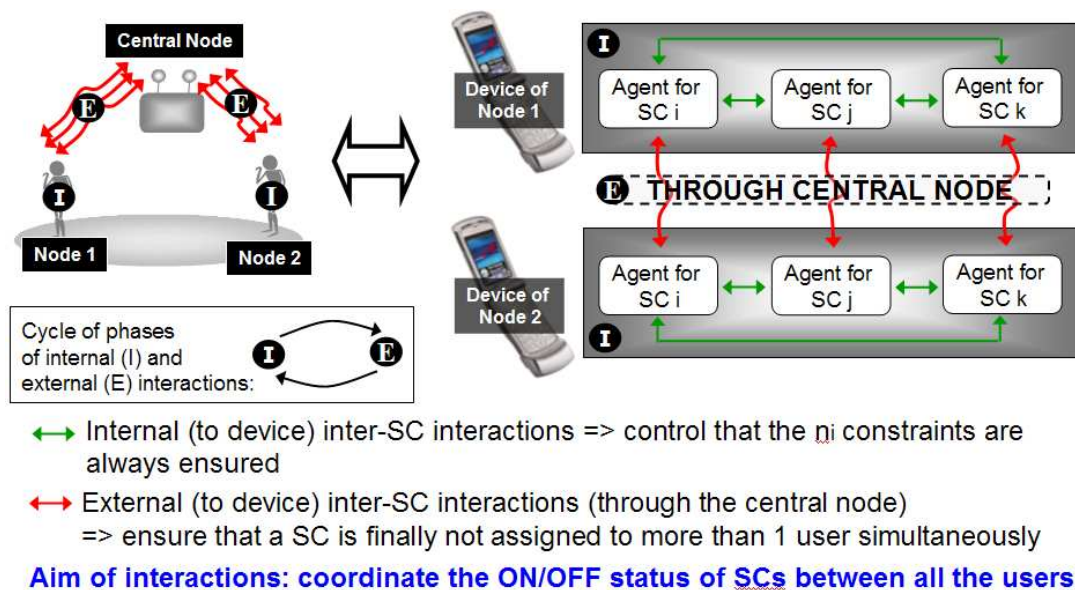 Central Node
E
E
I
I
Node 1
Node 2
Cycle of phases
of internal (I) and
external (E) interactions:
I
E
Device of
Node 1
I
Agent for
SC i
Agent for
SC j
Agent for
SC k
E THROUGH CENTRAL NODE
Device of
Node 2
Agent for
SC i
Agent for
SC j
Agent for
SC k
I
Internal (to device) inter-SC interactions => control that the ni constraints are
always ensured
External (to device) inter-SC interactions (through the central node)
=> ensure that a SC is finally not assigned to more than 1 user simultaneously
Aim of interactions: coordinate the ON/OFF status of SCs between all the users